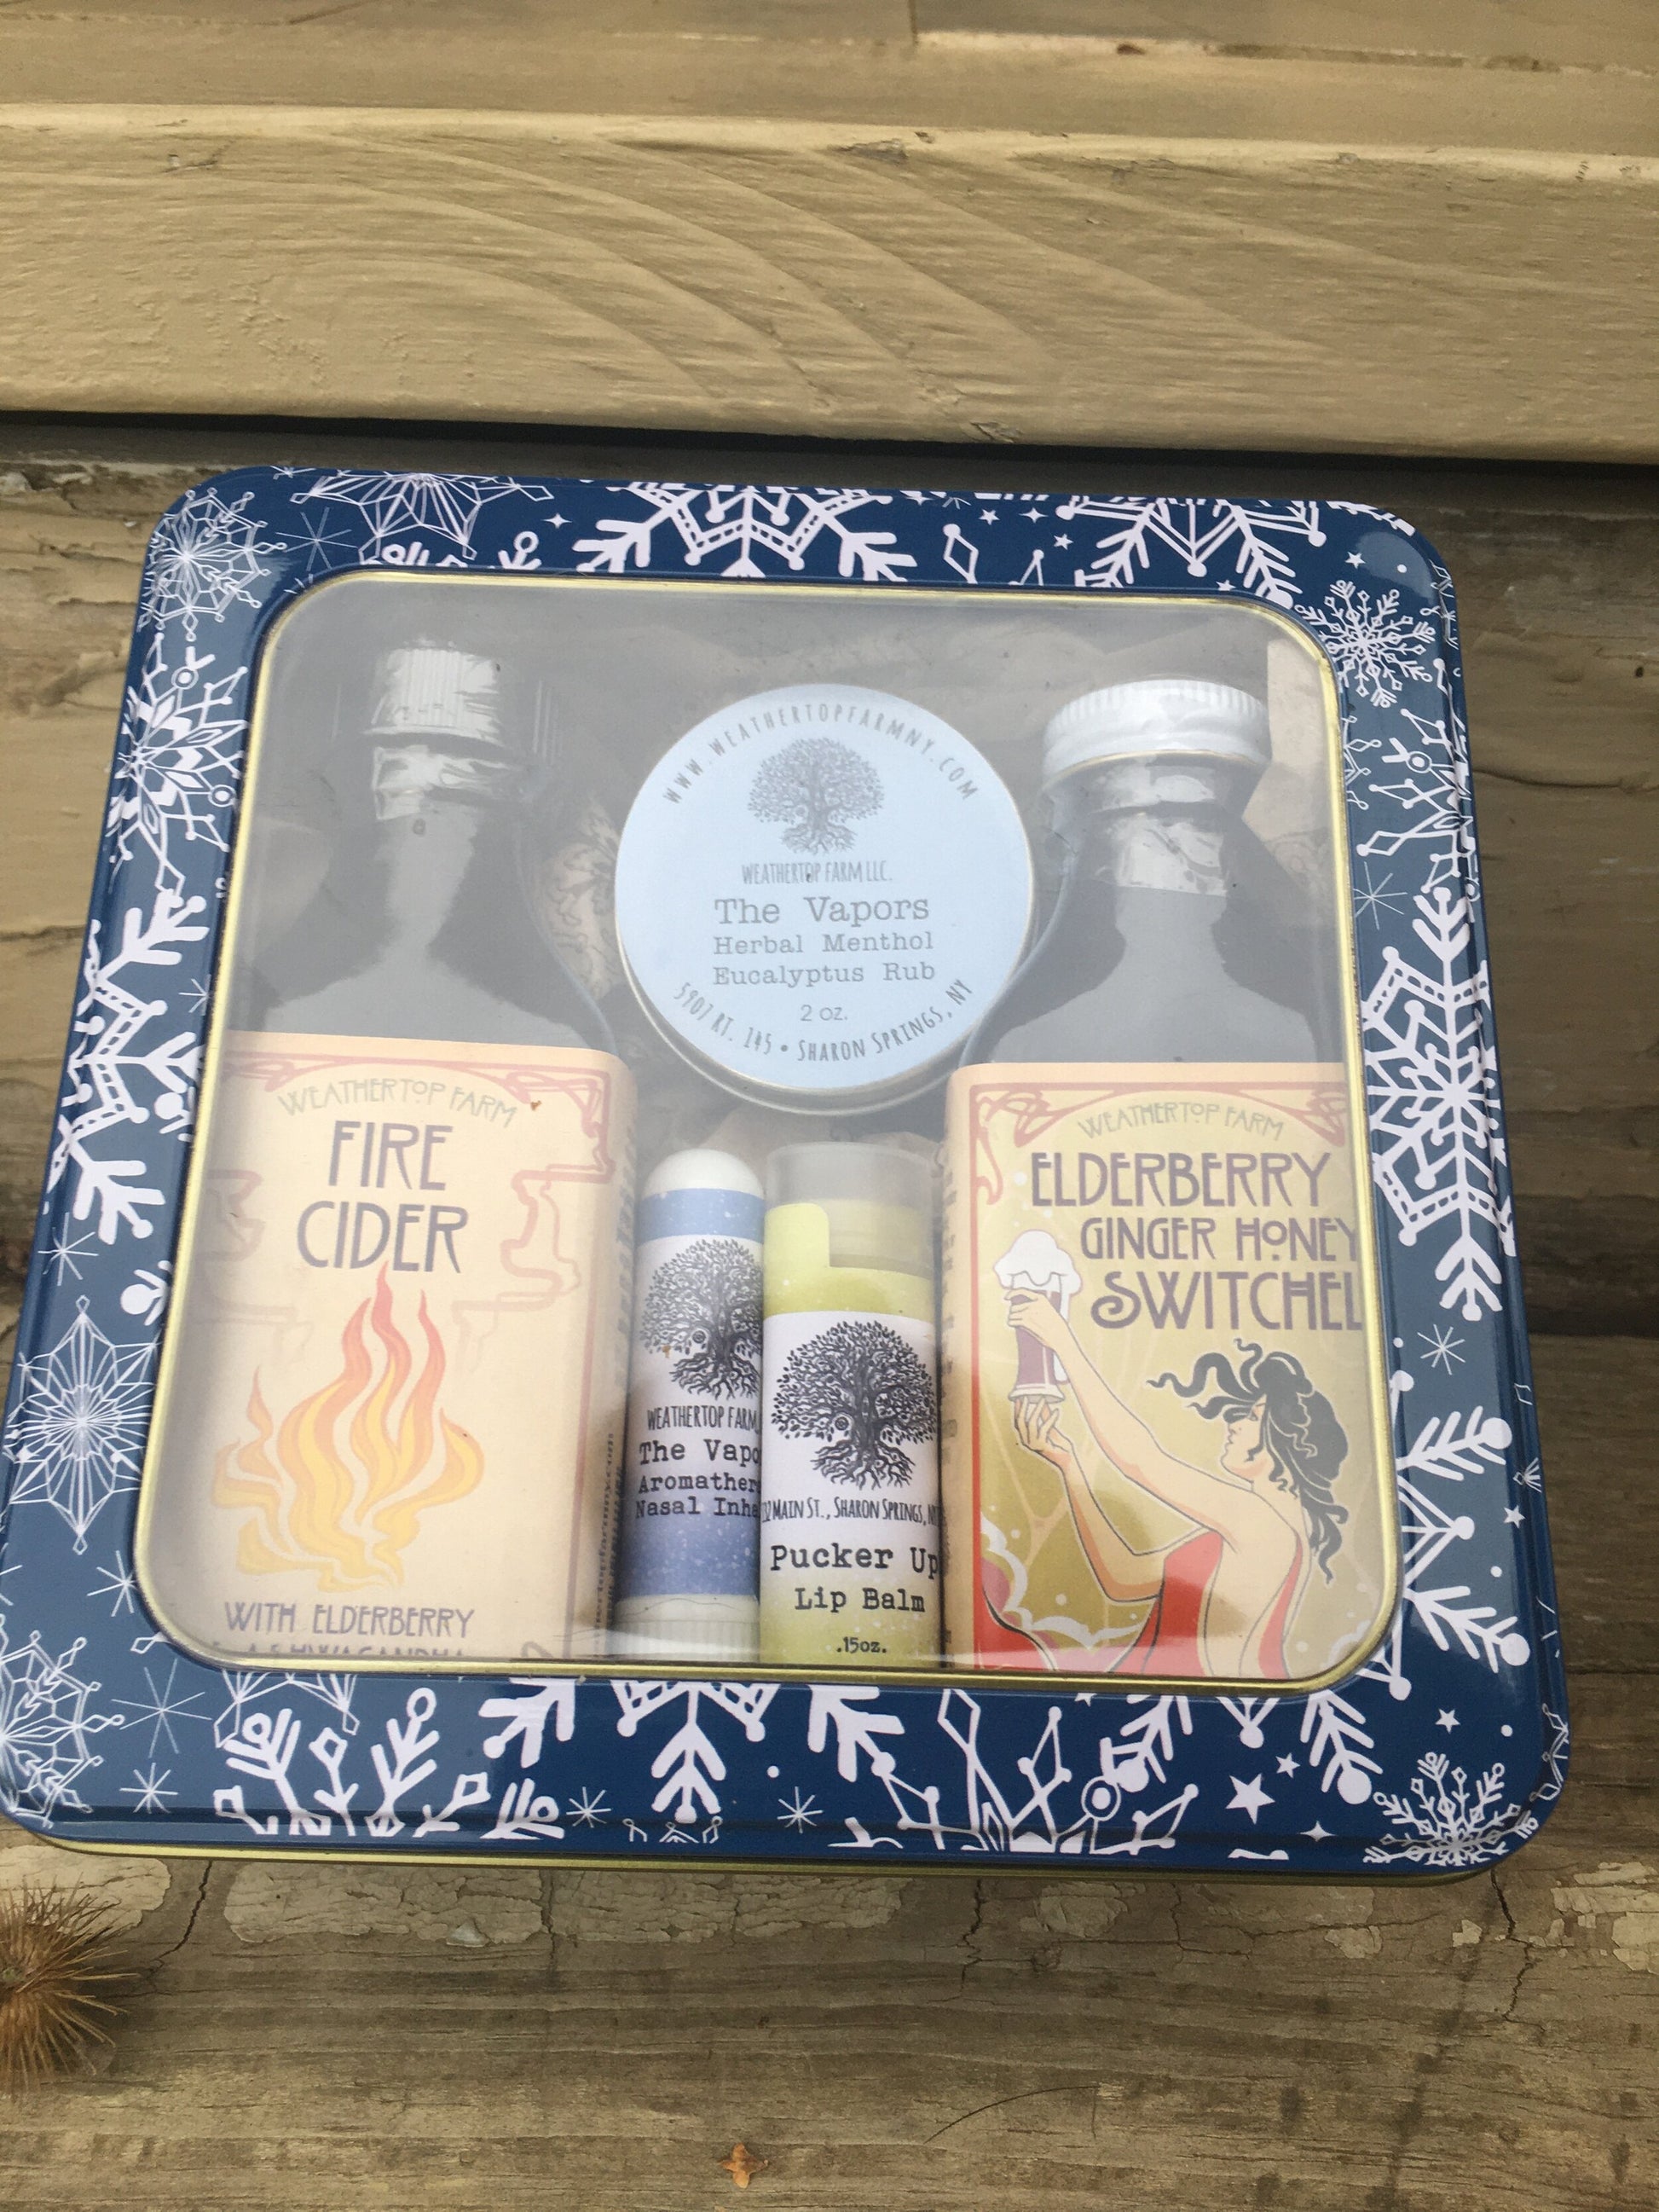 WWW.WEATHERTOPFARMNY.COM
WEATHERTOP FARM LLC.
The Vapors
Herbal Menthol
Eucalyptus Rub
2 oz.
5907 RT. 145 • SHARON SPRINGS, NY
WEATHERTOP FARM
FIRE
CIDER
WITH ELDERBERRY
WEATHERTOP FARM
The Vapo
Aromather
Nasal Inha
MAIN ST., SHARON SPRINGS,
Pucker Up
Lip Balm
.15oz.
WEATHERTOP FARM
ELDERBERRY
GINGER HONEY
SWITCHEL